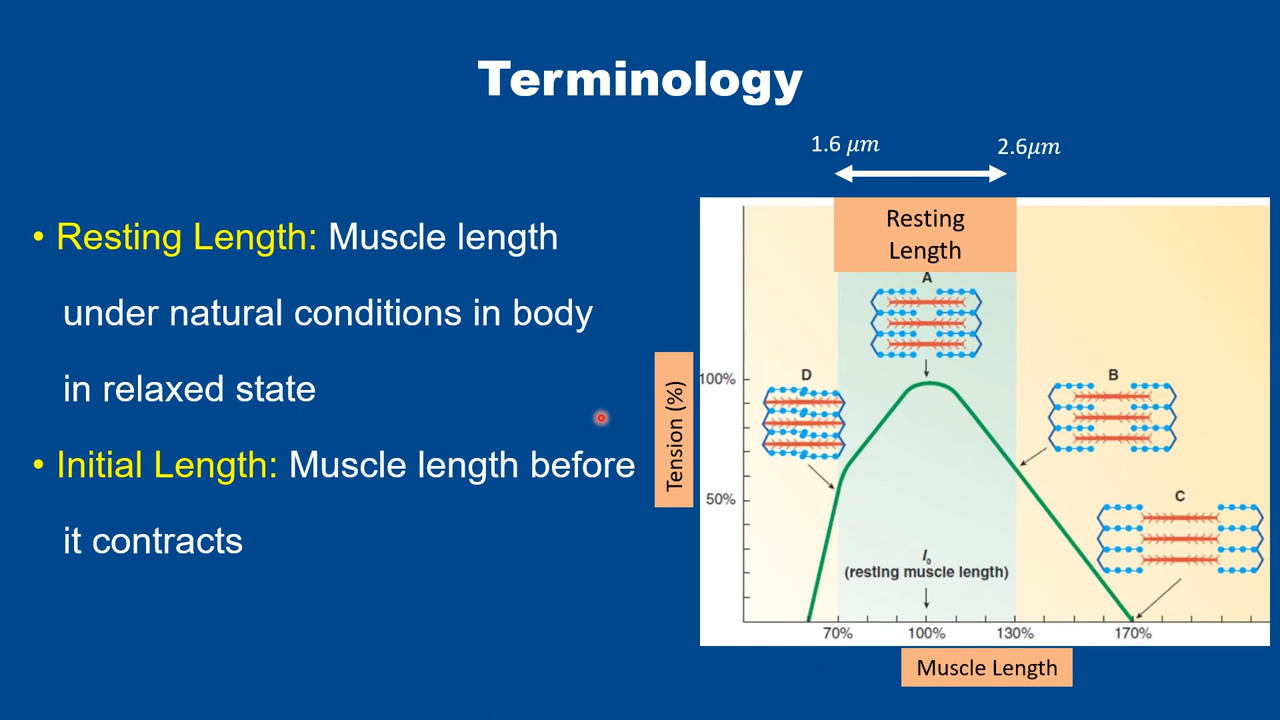 Terminology
• Resting Length: Muscle length
under natural conditions in body
in relaxed state
• Initial Length: Muscle length before
it contracts
1.6 μm
2.6μm
Resting
Length
A
D
B
C
100%
50%
Tension (%)
l₀
(resting muscle length)
70%
100%
130%
170%
Muscle Length